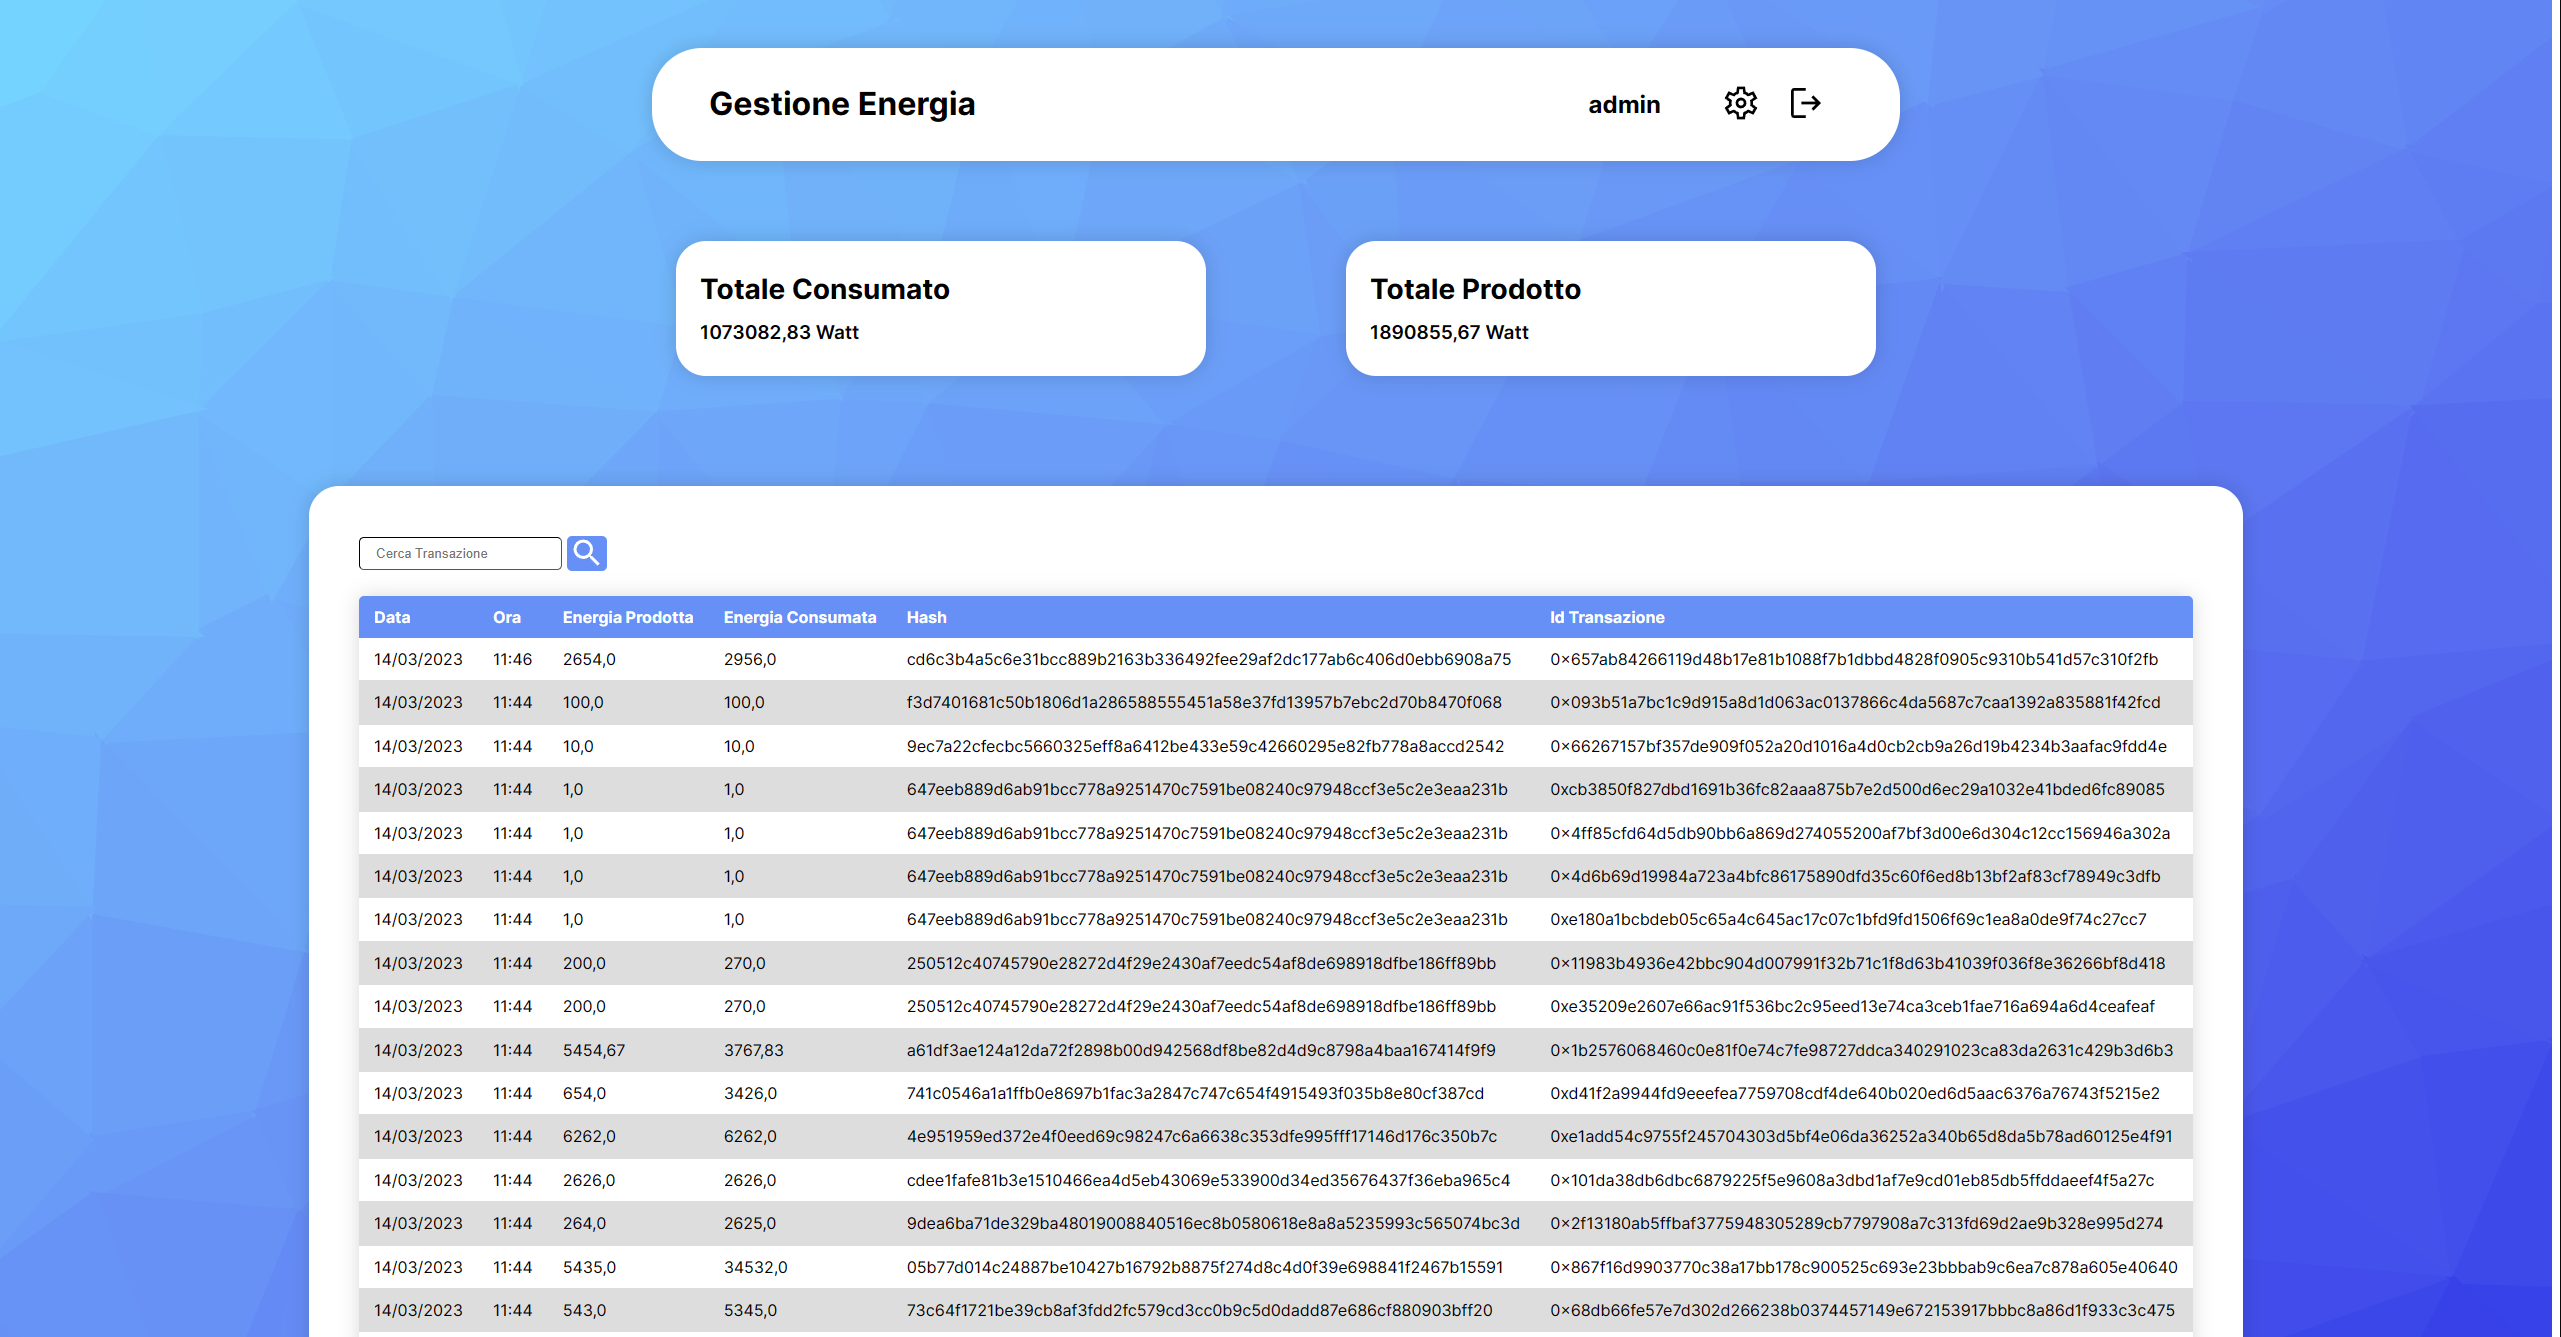 Gestione Energia admin
Totale Consumato
1073082,83 Watt
Totale Prodotto
1890855,67 Watt
Cerca Transazione
Data Ora Energia Prodotta Energia Consumata Hash Id Transazione
14/03/2023 11:46 2654,0 2956,0 cd6c3b4a5c6e31bcc889b2163b336492fee29af2dc177ab6c406d0ebb6908a75 0x657ab84266119d48b17e81b1088f7b1dbbd4828f0905c9310b541d57c310f2fb
14/03/2023 11:44 100,0 100,0 f3d7401681c50b1806d1a286588555451a58e37fd13957b7ebc2d70b8470f068 0x093b51a7bc1c9d915a8d1d063ac0137866c4da5687c7caa1392a835881f42fcd
14/03/2023 11:44 10,0 10,0 9ec7a22cfecbc5660325eff8a6412be433e59c42660295e82fb778a8accd2542 0x66267157bf357de909f052a20d1016a4d0cb2cb9a26d19b4234b3aafac9fdd4e
14/03/2023 11:44 1,0 1,0 647eeb889d6ab91bcc778a9251470c7591be08240c97948ccf3e5c2e3eaa231b 0xcb3850f827dbd1691b36fc82aaa875b7e2d500d6ec29a1032e41bded6fc89085
14/03/2023 11:44 1,0 1,0 647eeb889d6ab91bcc778a9251470c7591be08240c97948ccf3e5c2e3eaa231b 0x4ff85cfd64d5db90bb6a869d274055200af7bf3d00e6d304c12cc156946a302a
14/03/2023 11:44 1,0 1,0 647eeb889d6ab91bcc778a9251470c7591be08240c97948ccf3e5c2e3eaa231b 0x4d6b69d19984a723a4bfc86175890dfd35c60f6ed8b13bf2af83cf78949c3dfb
14/03/2023 11:44 1,0 1,0 647eeb889d6ab91bcc778a9251470c7591be08240c97948ccf3e5c2e3eaa231b 0xe180a1bcbdeb05c65a4c645ac17c07c1bfd9fd1506f69c1ea8a0de9f74c27cc7
14/03/2023 11:44 200,0 270,0 250512c40745790e28272d4f29e2430af7eedc54af8de698918dfbe186ff89bb 0x11983b4936e42bbc904d007991f32b71c1f8d63b41039f036f8e36266bf8d418
14/03/2023 11:44 200,0 270,0 250512c40745790e28272d4f29e2430af7eedc54af8de698918dfbe186ff89bb 0xe35209e2607e66ac91f536bc2c95eed13e74ca3ceb1fae716a694a6d4ceafeaf
14/03/2023 11:44 5454,67 3767,83 a61df3ae124a12da72f2898b00d942568df8be82d4d9c8798a4baa167414f9f9 0x1b2576068460c0e81f0e74c7fe98727ddca340291023ca83da2631c429b3d6b3
14/03/2023 11:44 654,0 3426,0 741c0546a1a1ffb0e8697b1fac3a2847c747c654f4915493f035b8e80cf387cd 0xd41f2a9944fd9eeefea7759708cdf4de640b020ed6d5aac6376a76743f5215e2
14/03/2023 11:44 6262,0 6262,0 4e951959ed372e4f0eed69c98247c6a6638c353dfe995fff17146d176c350b7c 0xe1add54c9755f245704303d5bf4e06da36252a340b65d8da5b78ad60125e4f91
14/03/2023 11:44 2626,0 2626,0 cdee1fafe81b3e1510466ea4d5eb43069e533900d34ed35676437f36eba965c4 0x101da38db6dbc6879225f5e9608a3dbd1af7e9cd01eb85db5ffddaeef4f5a27c
14/03/2023 11:44 264,0 2625,0 9dea6ba71de329ba48019008840516ec8b0580618e8a8a5235993c565074bc3d 0x2f13180ab5ffbaf3775948305289cb7797908a7c313fd69d2ae9b328e995d274
14/03/2023 11:44 5435,0 34532,0 05b77d014c24887be10427b16792b8875f274d8c4d0f39e698841f2467b15591 0x867f16d9903770c38a17bb178c900525c693e23bbbab9c6ea7c878a605e40640
14/03/2023 11:44 543,0 5345,0 73c64f1721be39cb8af3fdd2fc579cd3cc0b9c5d0dadd87e686cf880903bff20 0x68db66fe57e7d302d266238b0374457149e672153917bbbc8a86d1f933c3c475